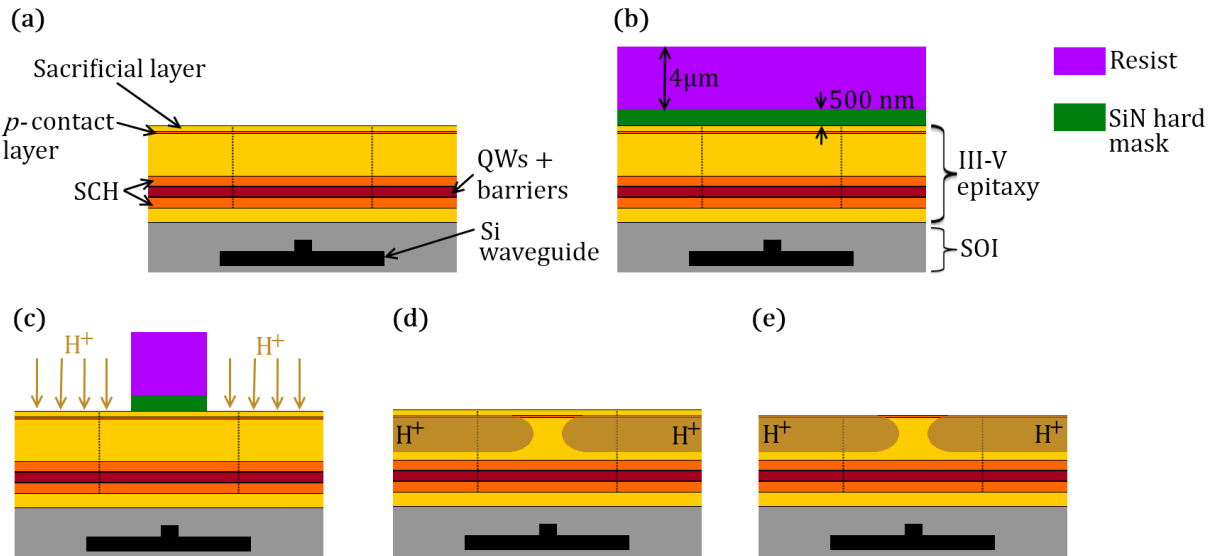 (a)
Sacrificial layer
p- contact
layer
SCH
QWs +
barriers
Si
waveguide
(b)
4μm
500 nm
III-V
epitaxy
SOI
Resist
SiN hard
mask
(c)
H+
H+
(d)
H+
H+
(e)
H+
H+